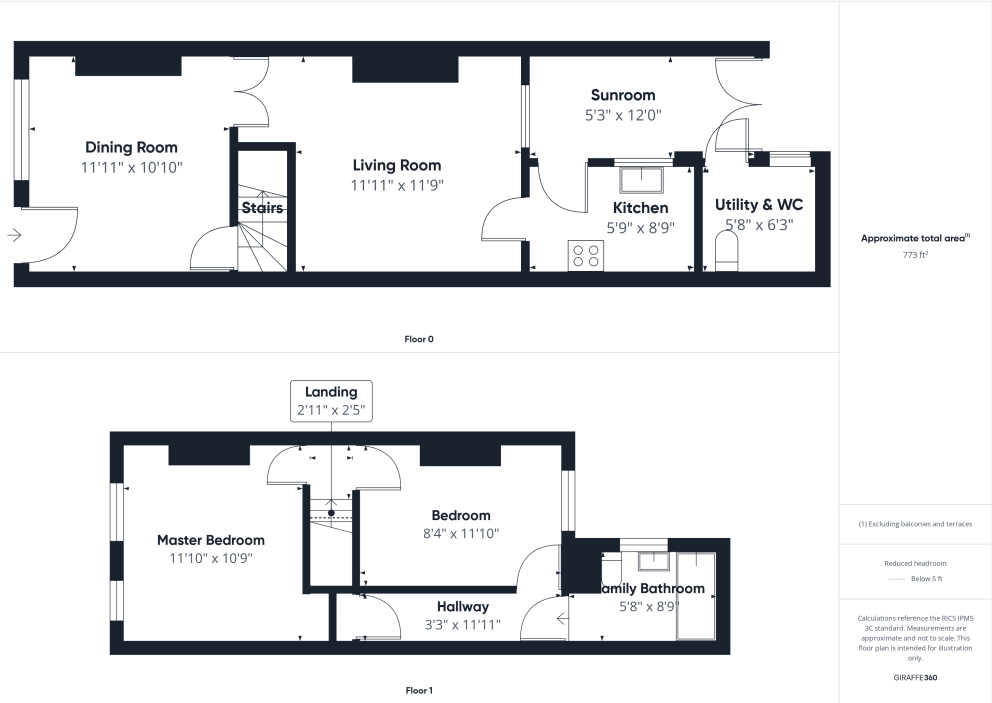 Dining Room
11'11" x 10'10"
Stairs
Living Room
11'11" x 11'9"
Sunroom
5'3" x 12'0"
Kitchen
5'9" x 8'9"
Utility & WC
5'8" x 6'3"
Floor 0
Landing
2'11" x 2'5"
Master Bedroom
11'10" x 10'9"
Bedroom
8'4" x 11'10"
Hallway
3'3" x 11'11"
amily Bathroom
5'8" x 8'9"
Floor 1
Approximate total area(1)
773 ft²
(1) Excluding balconies and terraces
Reduced headroom
Below 5 ft
Calculations reference the RICS IPMS
3C standard. Measurements are
approximate and not to scale. This
floor plan is intended for illustration
only.
GIRAFFE360